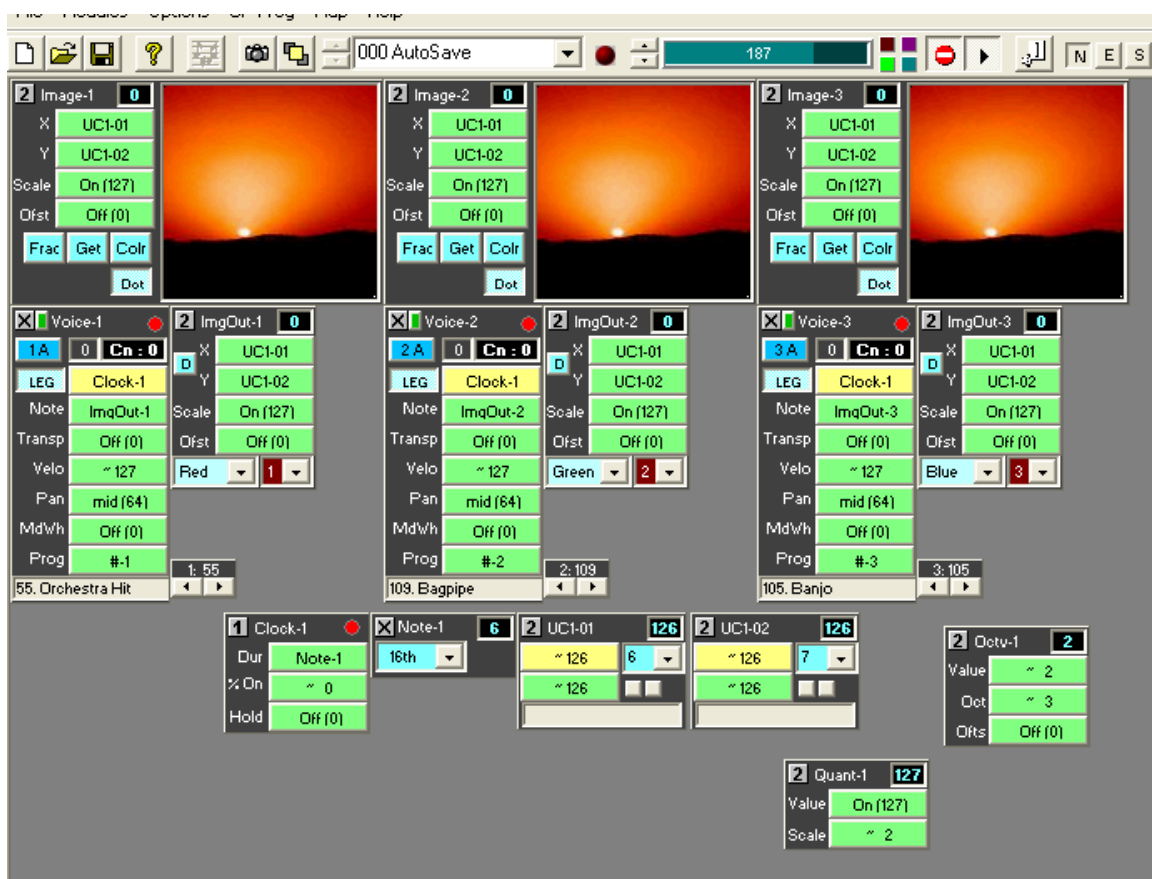 File Modules Options CP Prog Map Help
000 AutoSave 187 N E S
2 Image-1 0
X UC1-01
Y UC1-02
Scale On (127)
Ofst Off (0)
Frac Get Colr
Dot
2 Image-2 0
X UC1-01
Y UC1-02
Scale On (127)
Ofst Off (0)
Frac Get Colr
Dot
2 Image-3 0
X UC1-01
Y UC1-02
Scale On (127)
Ofst Off (0)
Frac Get Colr
Dot
X Voice-1
1 A 0 Cn : 0
LEG Clock-1
Note ImgOut-1
Transp Off (0)
Velo ~ 127
Pan mid (64)
MdWh Off (0)
Prog #-1
55. Orchestra Hit
2 ImgOut-1 0
D X UC1-01
Y UC1-02
Scale On (127)
Ofst Off (0)
Red 1
1: 55
X Voice-2
2 A 0 Cn : 0
LEG Clock-1
Note ImgOut-2
Transp Off (0)
Velo ~ 127
Pan mid (64)
MdWh Off (0)
Prog #-2
109. Bagpipe
2 ImgOut-2 0
D X UC1-01
Y UC1-02
Scale On (127)
Ofst Off (0)
Green 2
2: 109
X Voice-3
3 A 0 Cn : 0
LEG Clock-1
Note ImgOut-3
Transp Off (0)
Velo ~ 127
Pan mid (64)
MdWh Off (0)
Prog #-3
105. Banjo
2 ImgOut-3 0
D X UC1-01
Y UC1-02
Scale On (127)
Ofst Off (0)
Blue 3
3: 105
1 Clock-1
Dur Note-1
% On ~ 0
Hold Off (0)
X Note-1 6
16th
2 UC1-01 126
~ 126 6
~ 126
2 UC1-02 126
~ 126 7
~ 126
2 Octv-1 2
Value ~ 2
Oct ~ 3
Ofts Off (0)
2 Quant-1 127
Value On (127)
Scale ~ 2